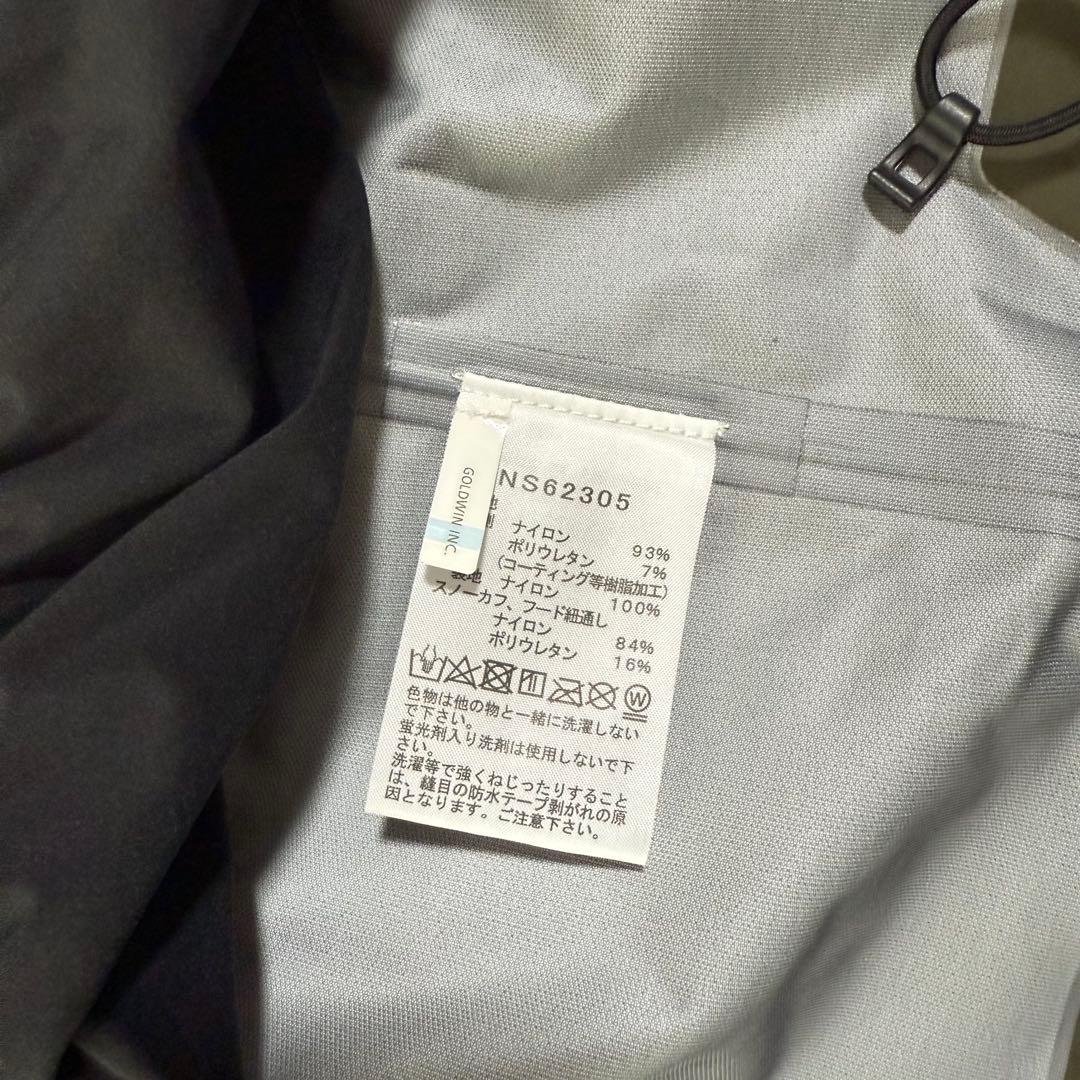 GOLDWIN INC.
NS62305
地
側
ナイロン 93%
ポリウレタン 7%
(コーティング等樹脂加工)
裏地 ナイロン 100%
スノーカフ、フード紐通し
ナイロン 84%
ポリウレタン 16%
W
色物は他の物と一緒に洗濯しない
で下さい。
蛍光剤入り洗剤は使用しないで下
さい。
洗濯等で強くねじったりすること
は、縫目の防水テープ剥がれの原
因となります。ご注意下さい。